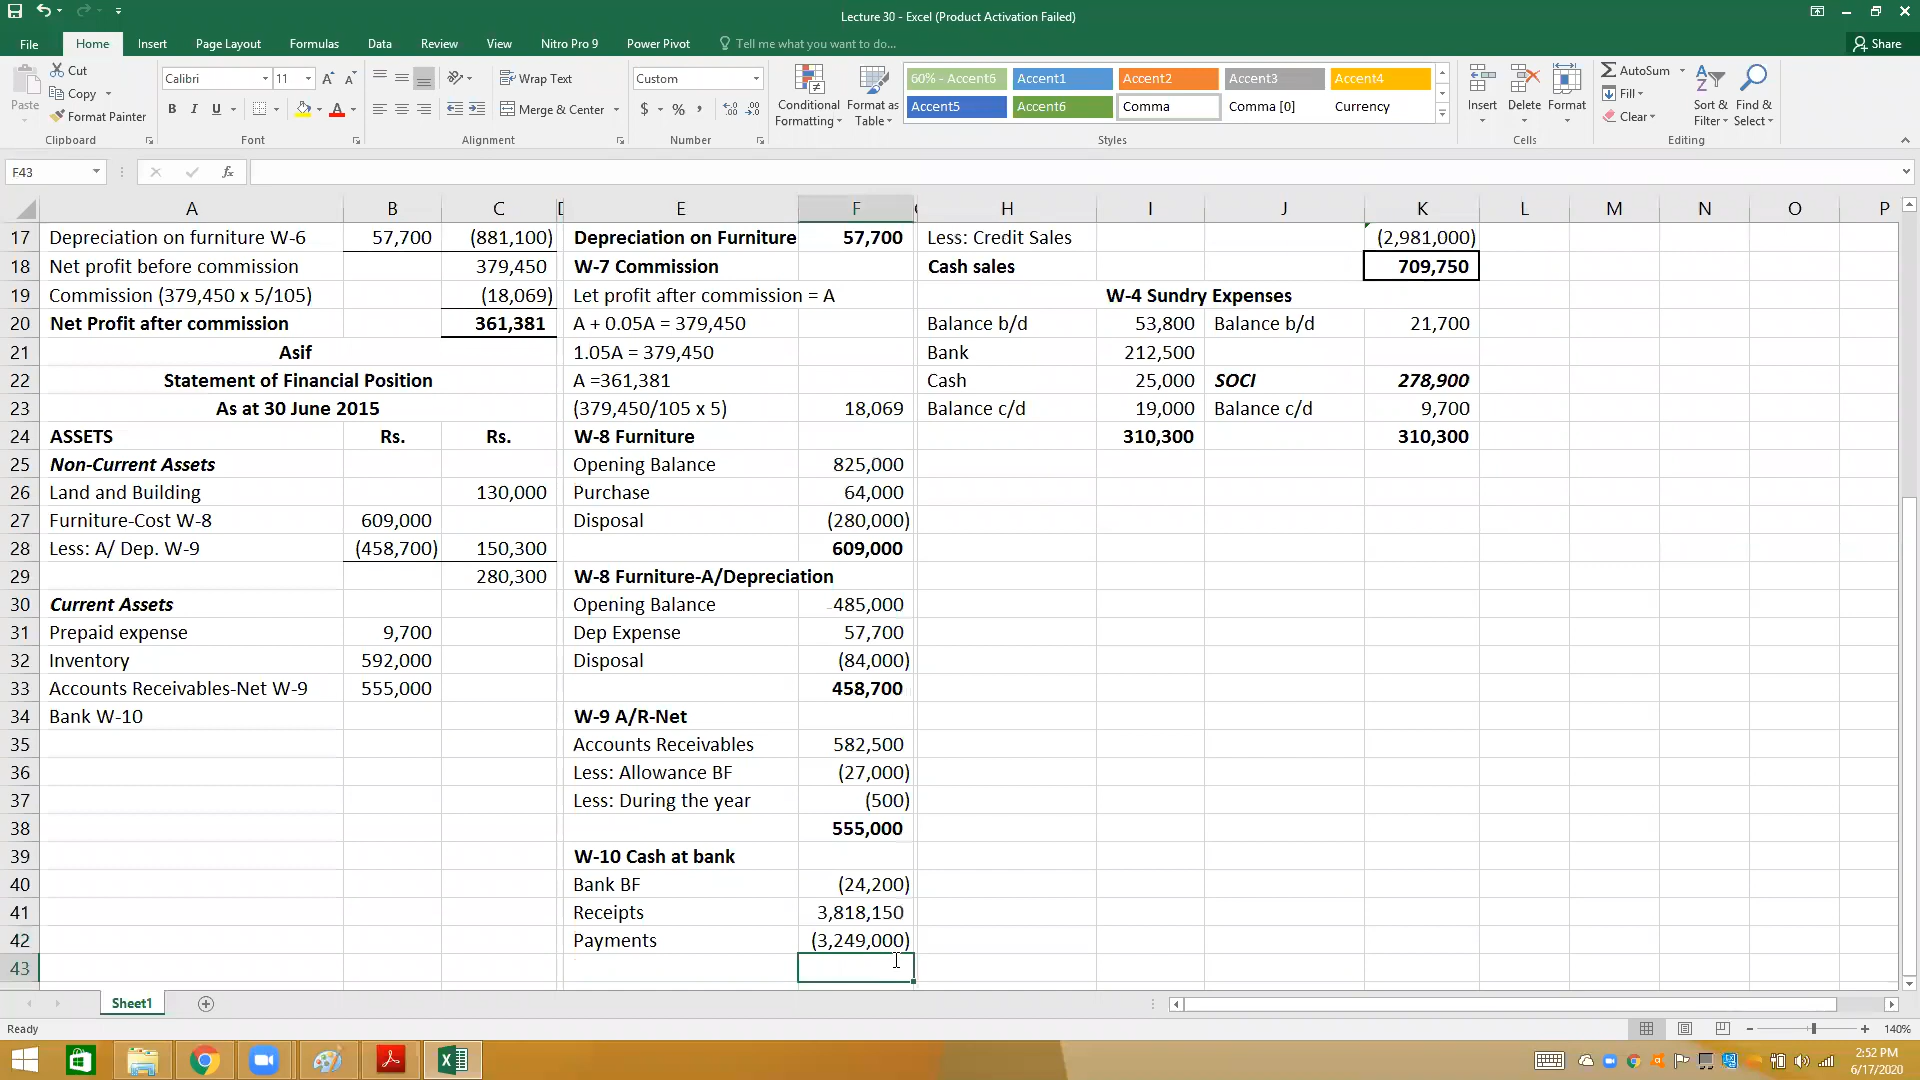 Lecture 30 - Excel (Product Activation Failed)
File Home Insert Page Layout Formulas Data Review View Nitro Pro 9 Power Pivot Tell me what you want to do... Share
Paste Cut Copy Format Painter Clipboard
Calibri 11 B I U A Font
Wrap Text Merge & Center Alignment
Custom $ % , Number
Conditional Formatting Format as Table
60% - Accent6 Accent1 Accent2 Accent3 Accent4
Accent5 Accent6 Comma Comma [0] Currency
Styles
Insert Delete Format Cells
AutoSum Fill Clear Sort & Filter Find & Select Editing
F43 fx
A B C D E F G H I J K L M N O P
17 Depreciation on furniture W-6 57,700 (881,100) Depreciation on Furniture 57,700 Less: Credit Sales (2,981,000)
18 Net profit before commission 379,450 W-7 Commission Cash sales 709,750
19 Commission (379,450 x 5/105) (18,069) Let profit after commission = A W-4 Sundry Expenses
20 Net Profit after commission 361,381 A + 0.05A = 379,450 Balance b/d 53,800 Balance b/d 21,700
21 Asif 1.05A = 379,450 Bank 212,500
22 Statement of Financial Position A =361,381 Cash 25,000 SOCI 278,900
23 As at 30 June 2015 (379,450/105 x 5) 18,069 Balance c/d 19,000 Balance c/d 9,700
24 ASSETS Rs. Rs. W-8 Furniture 310,300 310,300
25 Non-Current Assets Opening Balance 825,000
26 Land and Building 130,000 Purchase 64,000
27 Furniture-Cost W-8 609,000 Disposal (280,000)
28 Less: A/ Dep. W-9 (458,700) 150,300 609,000
29 280,300 W-8 Furniture-A/Depreciation
30 Current Assets Opening Balance 485,000
31 Prepaid expense 9,700 Dep Expense 57,700
32 Inventory 592,000 Disposal (84,000)
33 Accounts Receivables-Net W-9 555,000 458,700
34 Bank W-10 W-9 A/R-Net
35 Accounts Receivables 582,500
36 Less: Allowance BF (27,000)
37 Less: During the year (500)
38 555,000
39 W-10 Cash at bank
40 Bank BF (24,200)
41 Receipts 3,818,150
42 Payments (3,249,000)
43
Sheet1
Ready 140%
2:52 PM
6/17/2020